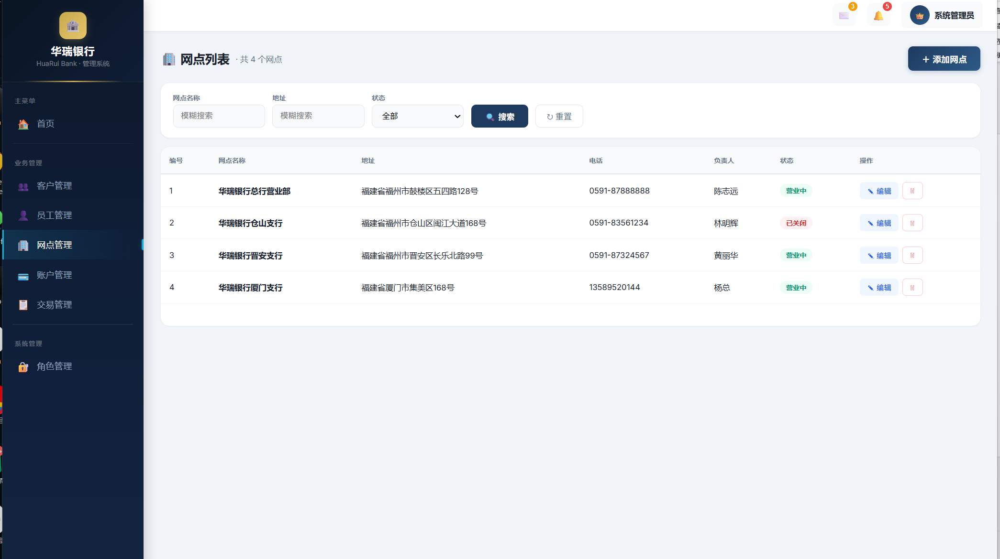 华瑞银行
HuaRui Bank · 管理系统
主菜单
首页
业务管理
客户管理
员工管理
网点管理
账户管理
交易管理
系统管理
角色管理
3
5
系统管理员
网点列表 · 共 4 个网点
+ 添加网点
网点名称 地址 状态
模糊搜索 模糊搜索 全部 搜索 ↻ 重置
编号 网点名称 地址 电话 负责人 状态 操作
1 华瑞银行总行营业部 福建省福州市鼓楼区五四路128号 0591-87888888 陈志远 营业中 编辑
2 华瑞银行仓山支行 福建省福州市仓山区闽江大道168号 0591-83561234 林明辉 已关闭 编辑
3 华瑞银行晋安支行 福建省福州市晋安区长乐北路99号 0591-87324567 黄丽华 营业中 编辑
4 华瑞银行厦门支行 福建省厦门市集美区168号 13589520144 杨总 营业中 编辑